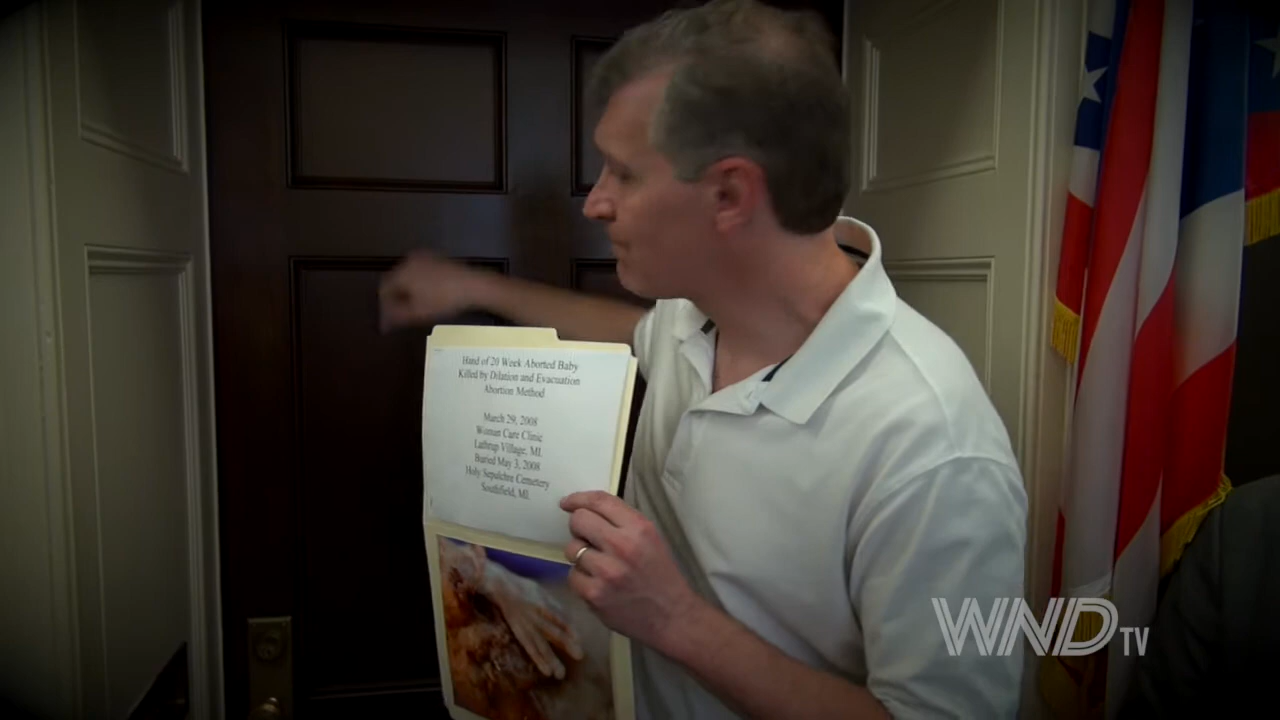 Hand of 20 Week Aborted Baby
Killed by Dilation and Evacuation
Abortion Method
March 29, 2008
Woman Care Clinic
Lathrup Village, MI.
Buried May 3, 2008
Holy Sepulchre Cemetery
Southfield, MI.
WND TV